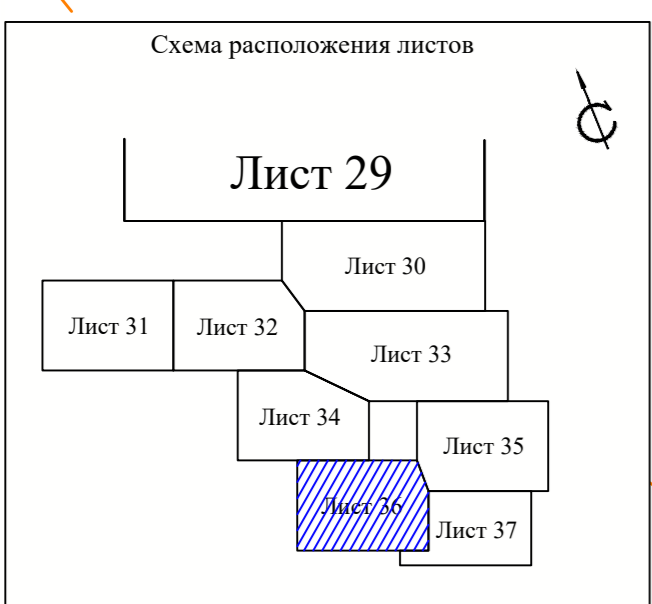 Схема расположения листов
С
Лист 29
Лист 30
Лист 31
Лист 32
Лист 33
Лист 34
Лист 35
Лист 36
Лист 37